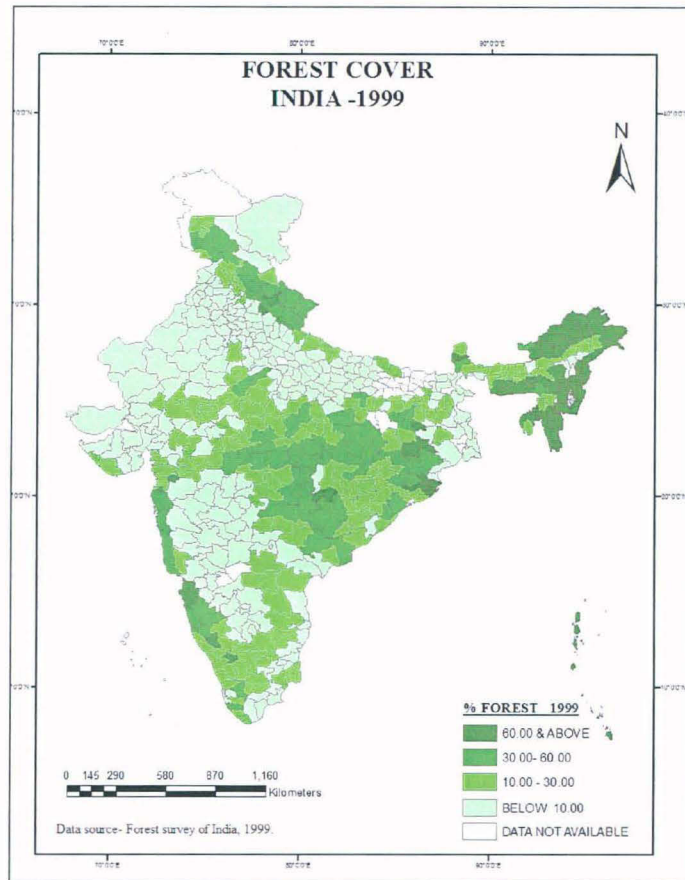 FOREST COVER
INDIA -1999
N
% FOREST 1999
60.00 & ABOVE
30.00- 60.00
10.00 - 30.00
BELOW 10.00
DATA NOT AVAILABLE
0 145 290 580 870 1,160
Kilometers
Data source- Forest survey of India, 1999.